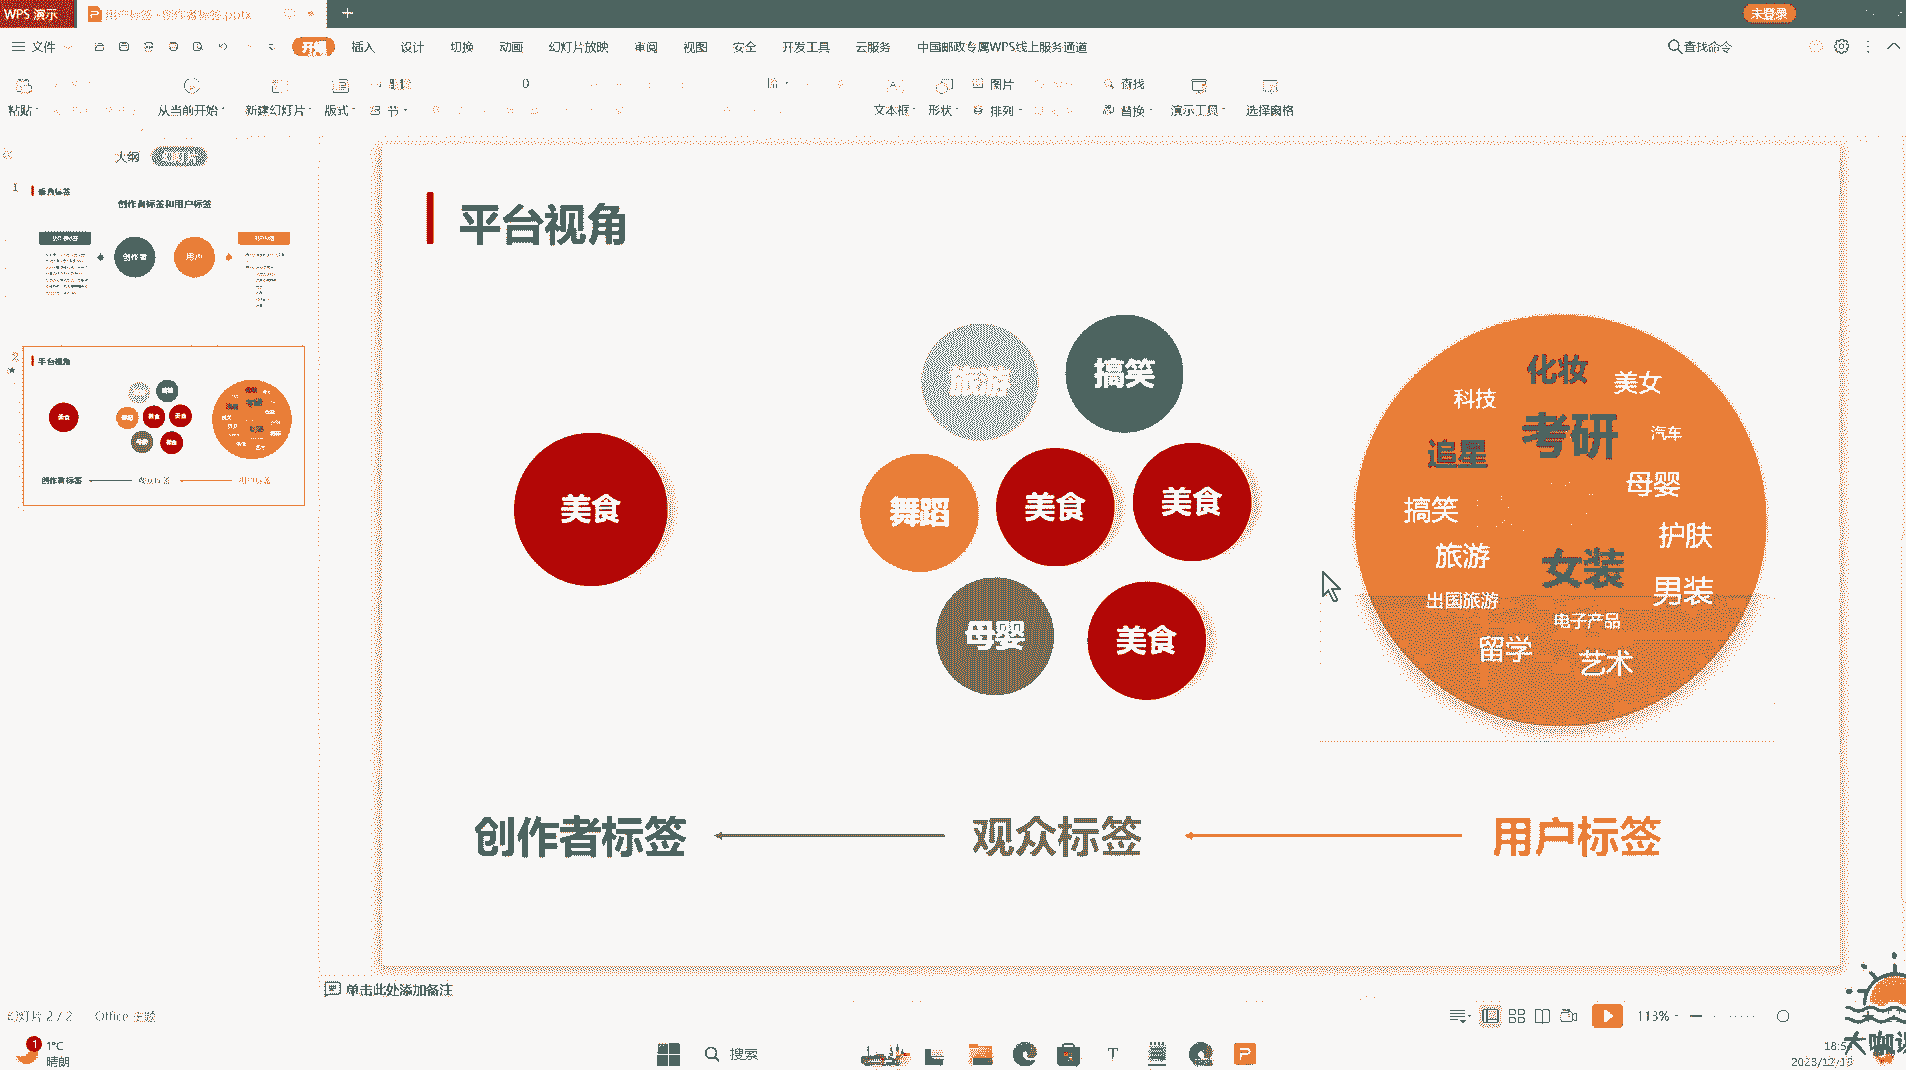 WPS 演示
用户标签
.pptx
未登录
文件
开始
插入
设计
切换
动画
幻灯片放映
审阅
视图
安全
开发工具
云服务
中国邮政专属WPS线上服务通道
查找命令
粘贴
从当前开始
新建幻灯片
版式
节
0
文本框
形状
图片
排列
查找
替换
演示工具
选择窗格
大纲
幻灯片
1
垂直标签
创作者标签和用户标签
创作者
用户
2
平台视角
美食
创作者标签
平台视角
旅游
搞笑
美食
舞蹈
美食
美食
母婴
美食
化妆
美女
科技
考研
汽车
追星
母婴
搞笑
护肤
旅游
女装
男装
出国旅游
电子产品
留学
艺术
创作者标签
观众标签
用户标签
单击此处添加备注
幻灯片 2 / 2
Office 主题
113%
1
1°C
晴朗
搜索
18:5
大咖课